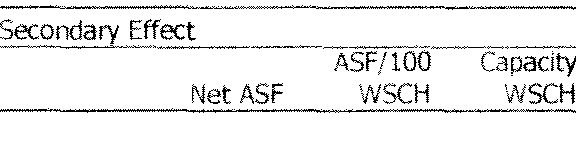 Secondary Effect
ASF/100 Capacity
Net ASF WSCH WSCH